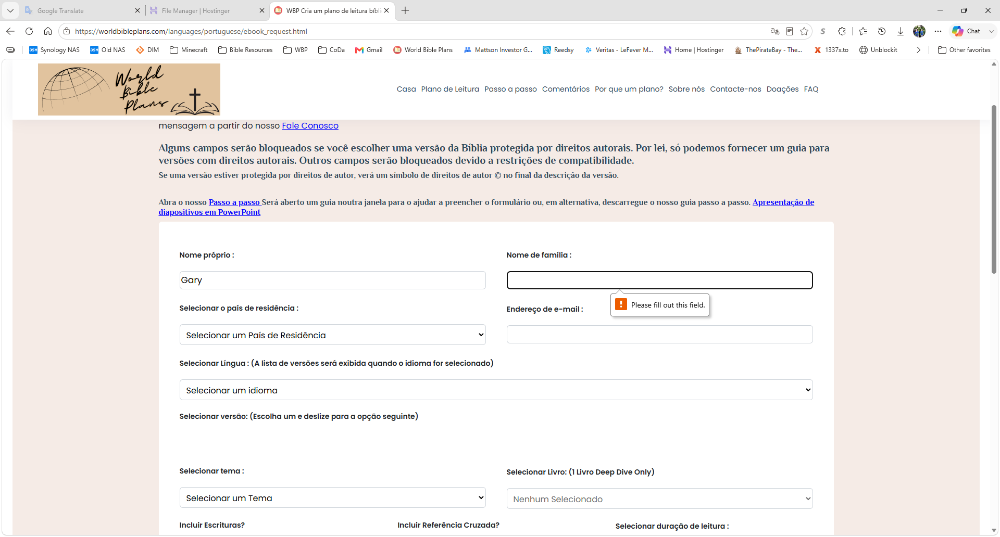 Google Translate
File Manager | Hostinger
WBP Cria um plano de leitura bíbli
https://worldbibleplans.com/languages/portuguese/ebook_request.html
Chat
Synology NAS
Old NAS
DIM
Minecraft
Bible Resources
WBP
CoDa
Gmail
World Bible Plans
Mattson Investor G...
Reedsy
Veritas - LeFever M...
Home | Hostinger
ThePirateBay - The...
1337x.to
Unblockit
Other favorites
World
Bible
Plans
Casa Plano de Leitura Passo a passo Comentários Por que um plano? Sobre nós Contacte-nos Doações FAQ
mensagem a partir do nosso Fale Conosco
Alguns campos serão bloqueados se você escolher uma versão da Bíblia protegida por direitos autorais. Por lei, só podemos fornecer um guia para
versões com direitos autorais. Outros campos serão bloqueados devido a restrições de compatibilidade.
Se uma versão estiver protegida por direitos de autor, verá um símbolo de direitos de autor © no final da descrição da versão.
Abra o nosso Passo a passo Será aberto um guia noutra janela para o ajudar a preencher o formulário ou, em alternativa, descarregue o nosso guia passo a passo. Apresentação de
diapositivos em PowerPoint
Nome próprio :
Nome de família :
Gary
Please fill out this field.
Selecionar o país de residência :
Endereço de e-mail :
Selecionar um País de Residência
Selecionar Língua : (A lista de versões será exibida quando o idioma for selecionado)
Selecionar um idioma
Selecionar versão: (Escolha um e deslize para a opção seguinte)
Selecionar tema :
Selecionar Livro: (1 Livro Deep Dive Only)
Selecionar um Tema
Nenhum Selecionado
Incluir Escrituras?
Incluir Referência Cruzada?
Selecionar duração de leitura :